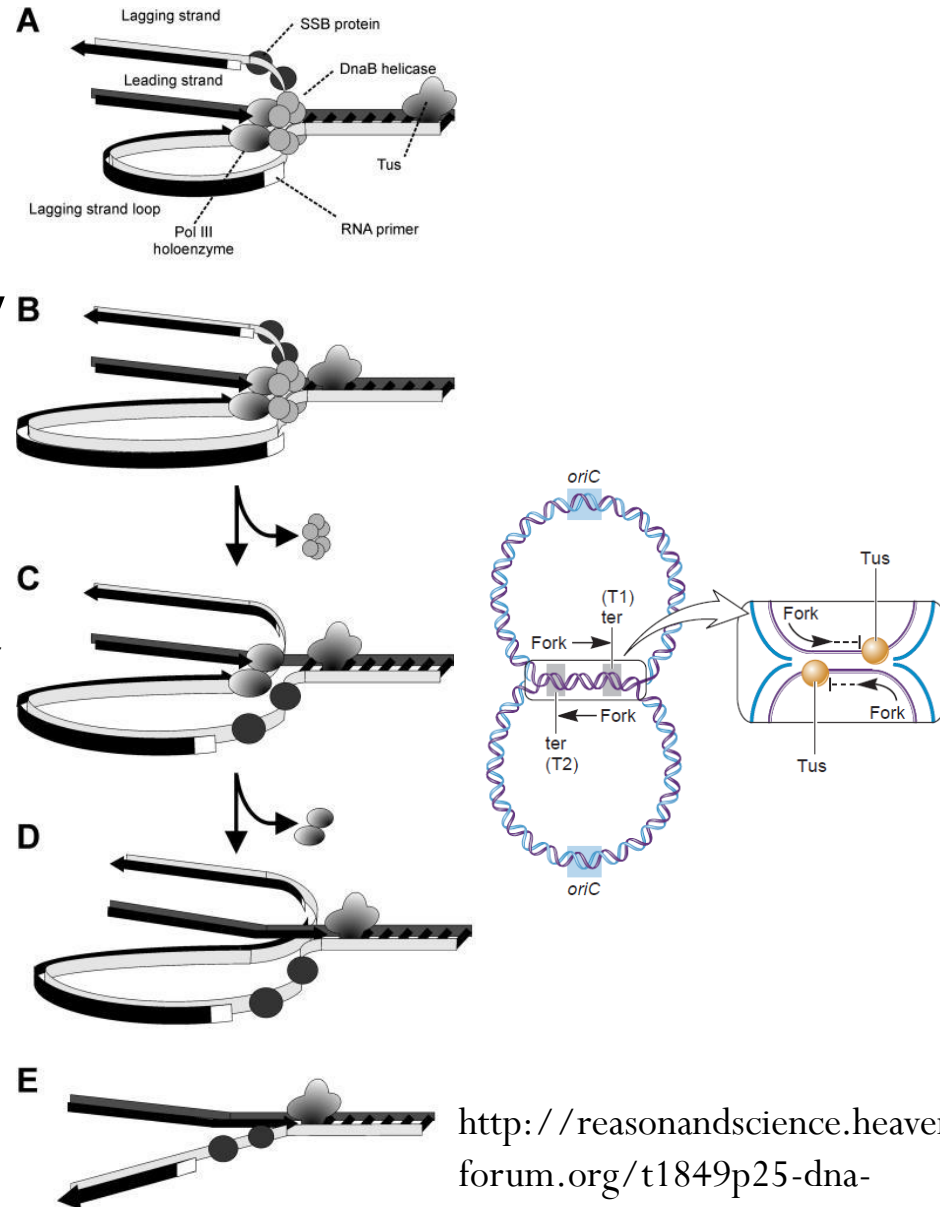 A
Lagging strand
SSB protein
DnaB helicase
Leading strand
Tus
Lagging strand loop
Pol III
holoenzyme
RNA primer
B
C
D
E
oriC
(T1)
ter
Fork
Fork
ter
(T2)
oriC
Tus
Fork
Fork
Tus
http://reasonandscience.heaven
forum.org/t1849p25-dna-